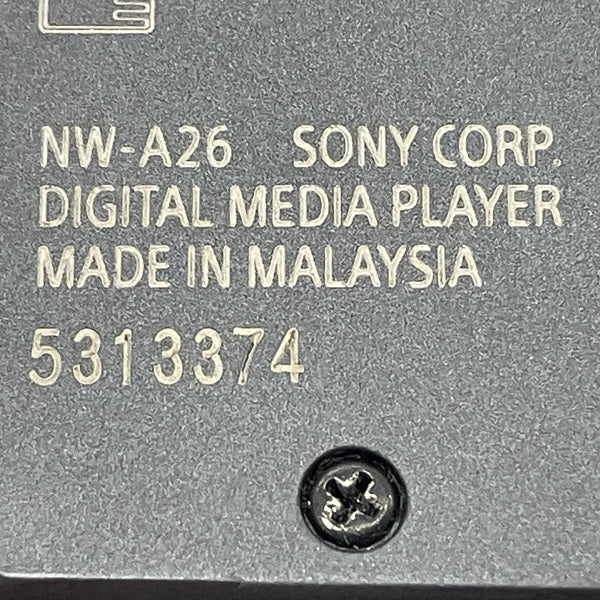 NW-A26 SONY CORP.
DIGITAL MEDIA PLAYER
MADE IN MALAYSIA
5313374